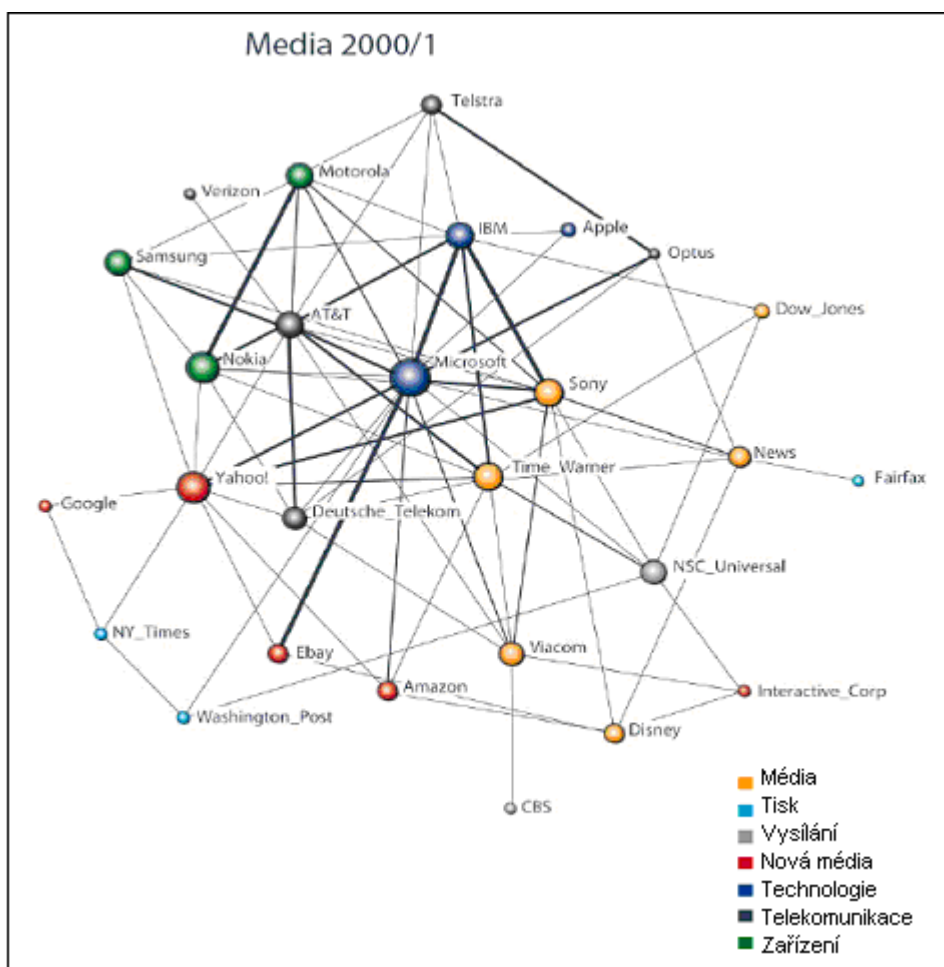 Media 2000/1
Telstra
Motorola
Verizon
IBM
Apple
Optus
Samsung
Dow_Jones
AT&T
Nokia
Microsoft
Sony
News
Time_Warner
Yahoo!
Fairfax
Google
Deutsche_Telekom
NSC_Universal
NY_Times
Ebay
Viacom
Amazon
Interactive_Corp
Washington_Post
Disney
CBS
Média
Tisk
Vysílání
Nová média
Technologie
Telekomunikace
Zařízení